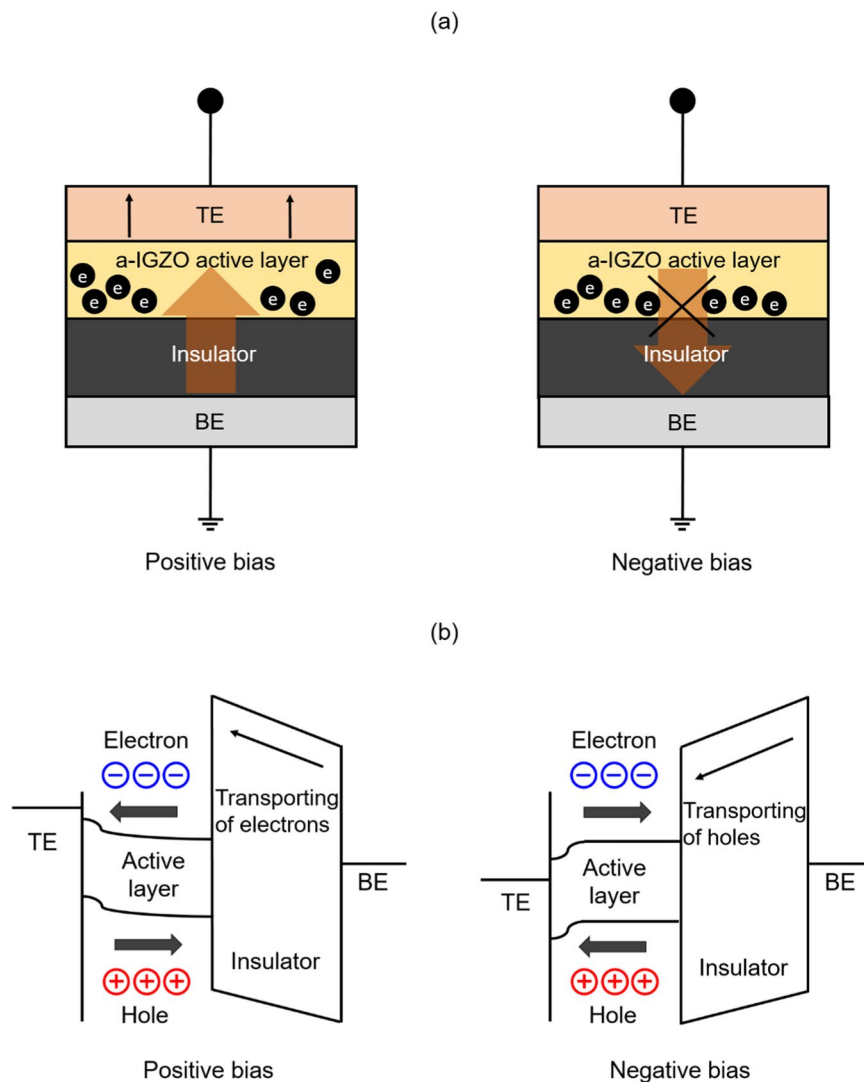 (a)
TE
a-IGZO active layer
e e e e e e e
Insulator
BE
Positive bias
TE
a-IGZO active layer
e e e e e e e
Insulator
BE
Negative bias
(b)
Electron
− − −
Transporting
of electrons
TE
Active
layer
BE
Insulator
+ + +
Hole
Positive bias
Electron
− − −
Transporting
of holes
TE
Active
layer
BE
Insulator
+ + +
Hole
Negative bias